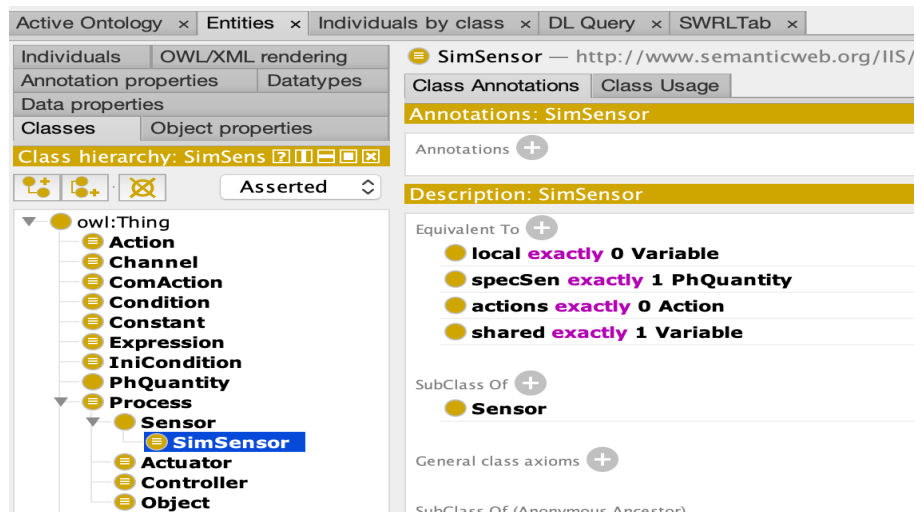 Active Ontology × Entities × Individuals by class × DL Query × SWRLTab ×
Individuals OWL/XML rendering
Annotation properties Datatypes
Data properties
Classes Object properties
Class hierarchy: SimSens
Asserted
owl:Thing
Action
Channel
ComAction
Condition
Constant
Expression
IniCondition
PhQuantity
Process
Sensor
SimSensor
Actuator
Controller
Object
SimSensor — http://www.semanticweb.org/IIS/
Class Annotations Class Usage
Annotations: SimSensor
Annotations
Description: SimSensor
Equivalent To
local exactly 0 Variable
specSen exactly 1 PhQuantity
actions exactly 0 Action
shared exactly 1 Variable
SubClass Of
Sensor
General class axioms
SubClass Of (Anonymous Ancestor)